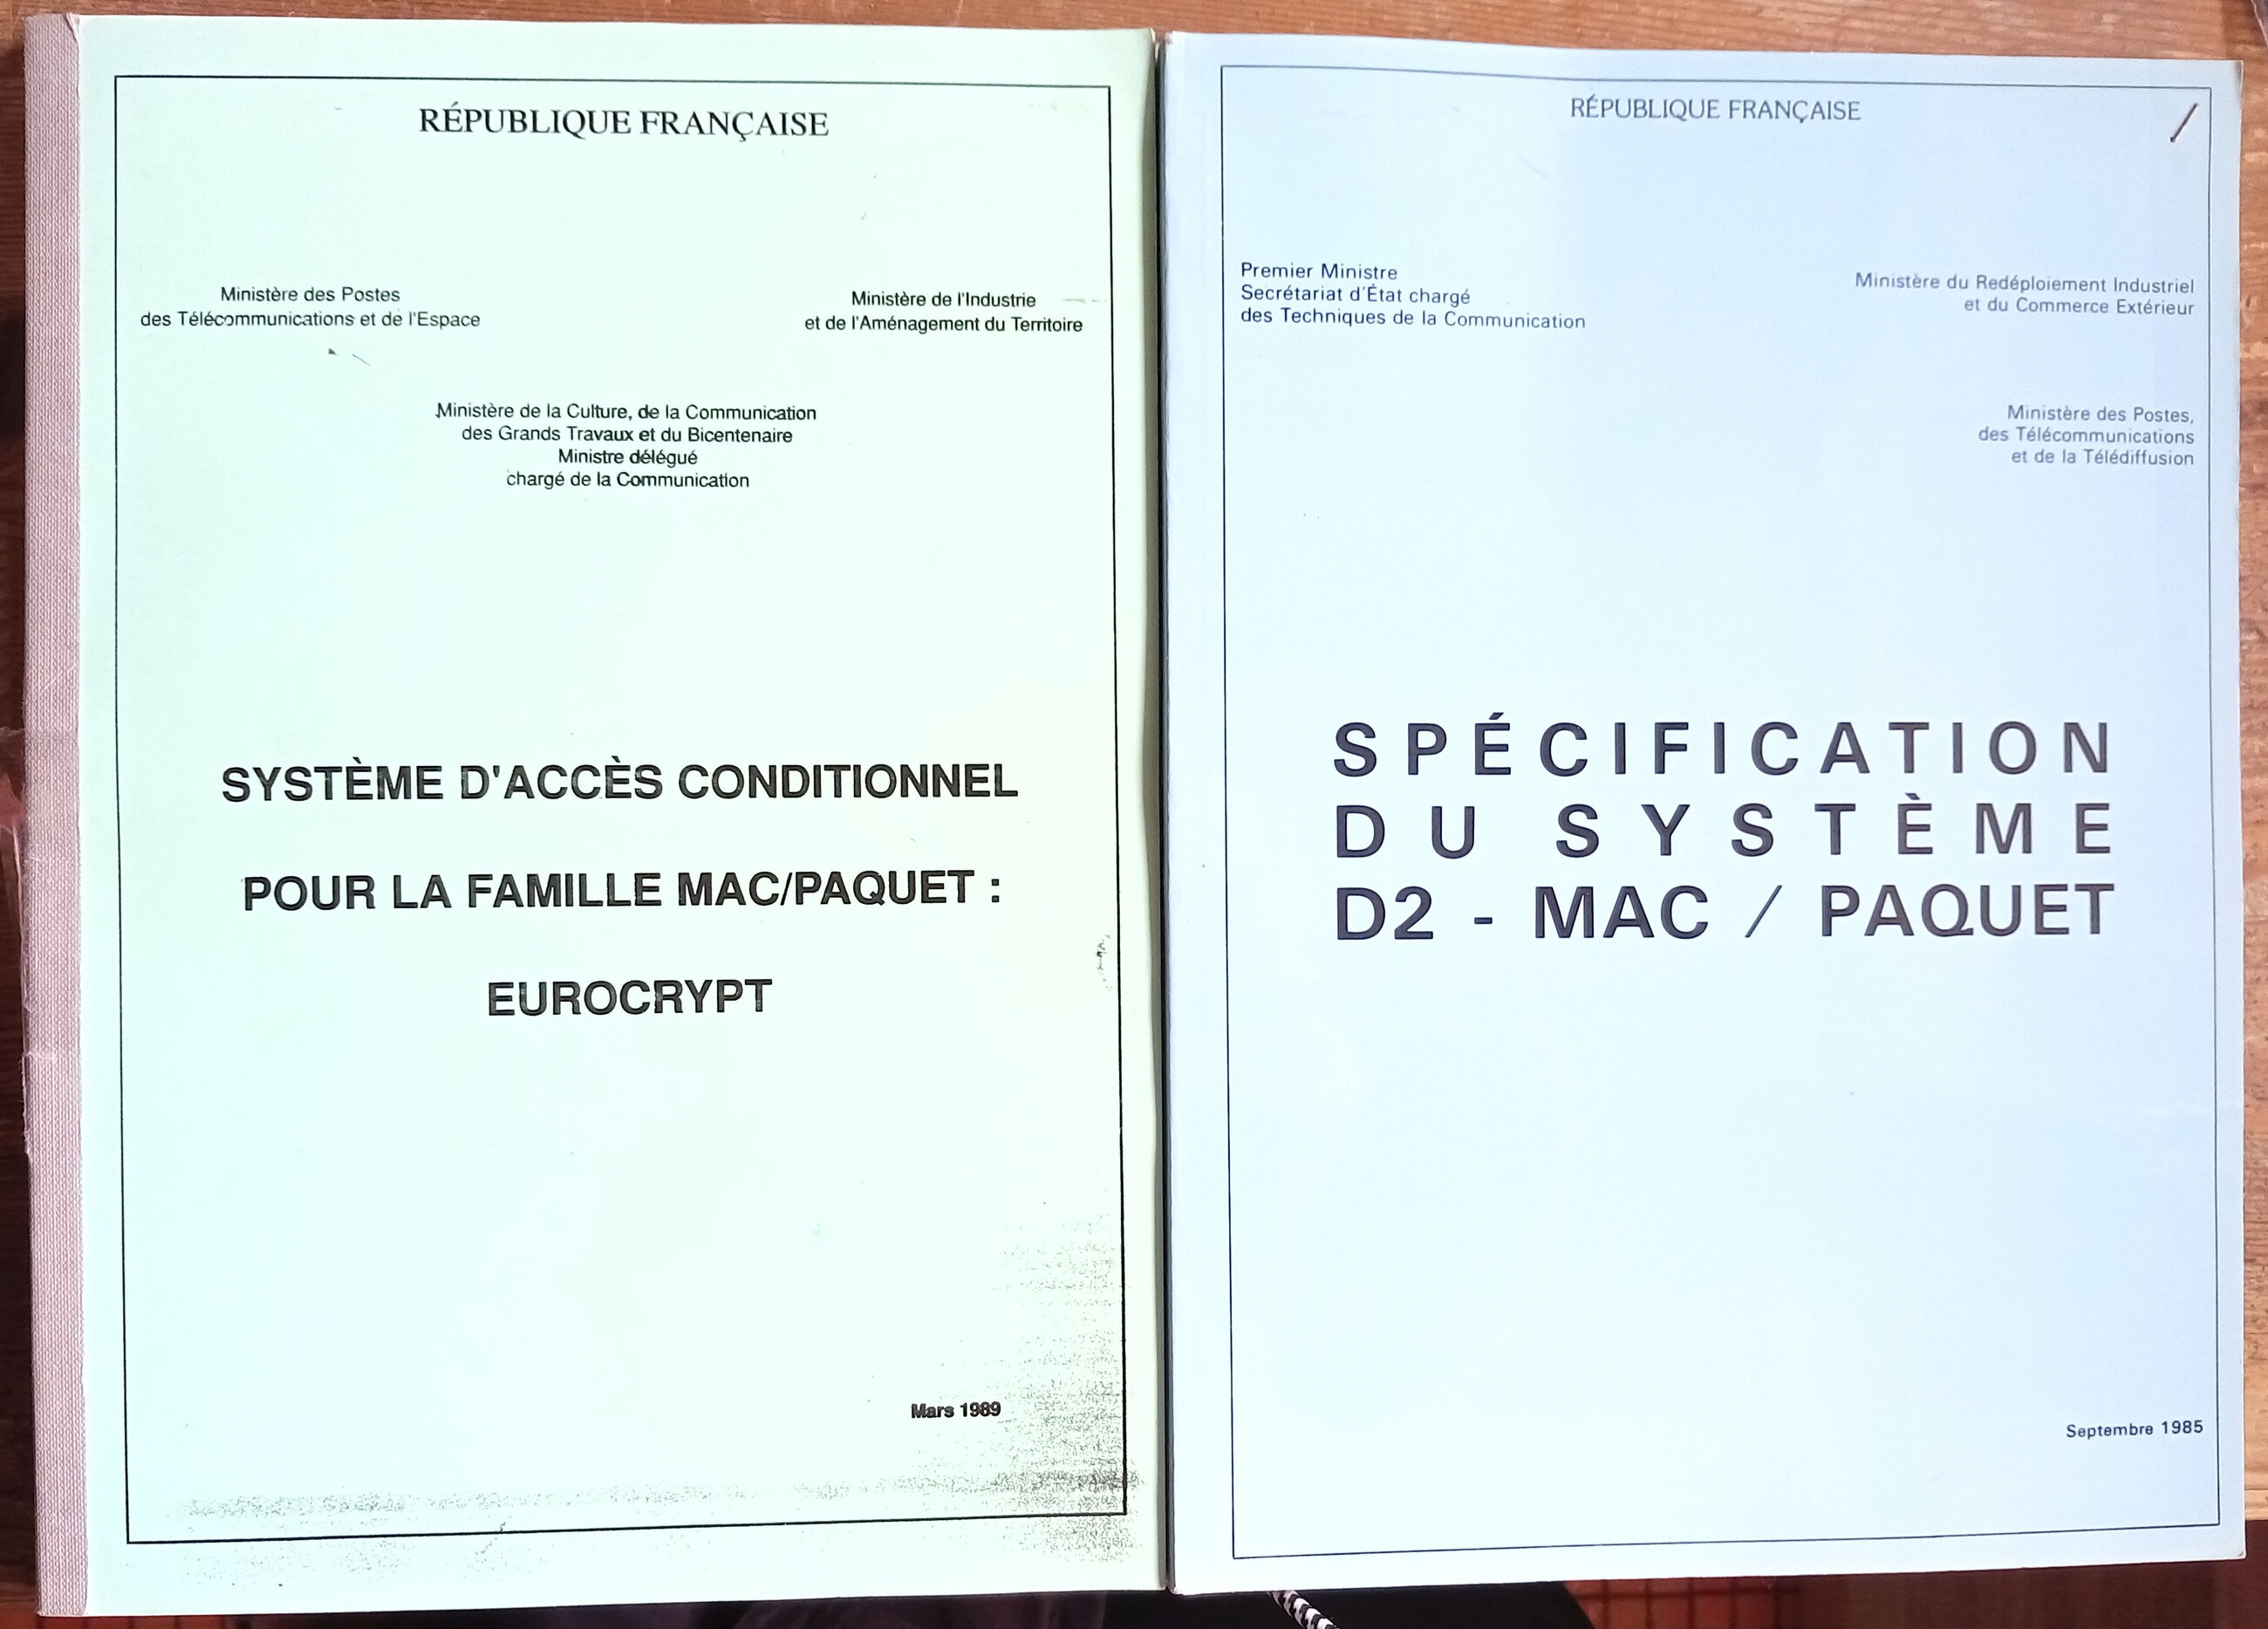 RÉPUBLIQUE FRANÇAISE
Ministère des Postes
des Télécommunications et de l'Espace
Ministère de l'Industrie
et de l'Aménagement du Territoire
Ministère de la Culture, de la Communication
des Grands Travaux et du Bicentenaire
Ministre délégué
chargé de la Communication
SYSTÈME D'ACCÈS CONDITIONNEL
POUR LA FAMILLE MAC/PAQUET :
EUROCRYPT
Mars 1989
RÉPUBLIQUE FRANÇAISE
Premier Ministre
Secrétariat d'État chargé
des Techniques de la Communication
Ministère du Redéploiement Industriel
et du Commerce Extérieur
Ministère des Postes,
des Télécommunications
et de la Télédiffusion
SPÉCIFICATION
DU SYSTÈME
D2 - MAC / PAQUET
Septembre 1985